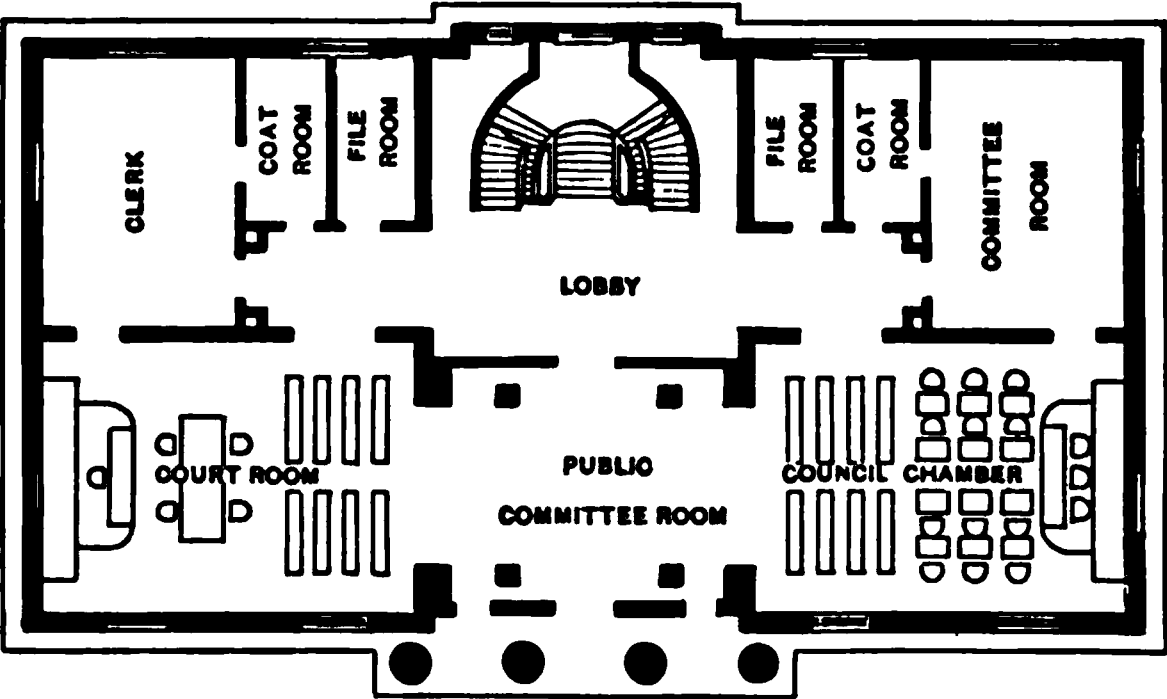 CLERK
COAT
ROOM
FILE
ROOM
FILE
ROOM
COAT
ROOM
COMMITTEE
ROOM
LOBBY
COURT ROOM
PUBLIC
COMMITTEE ROOM
COUNCIL CHAMBER